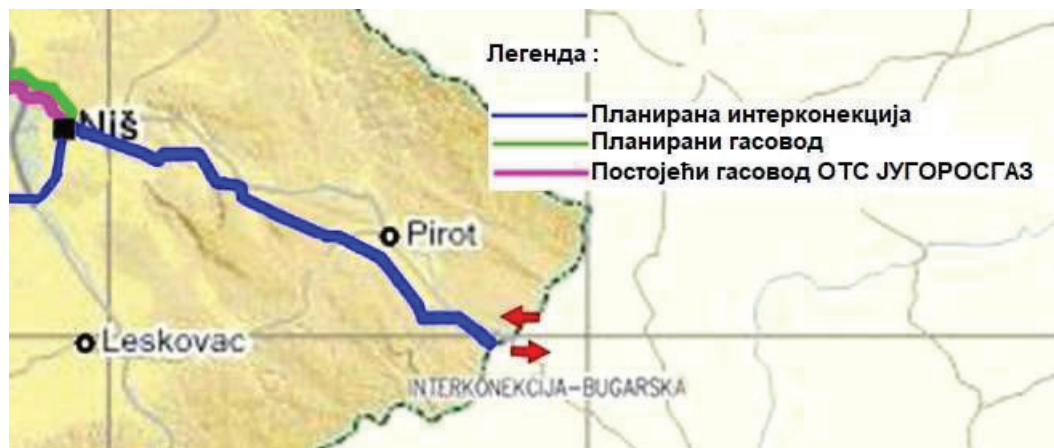 Легенда :
Планирана интерконекција
Планирани гасовод
Постојећи гасовод ОТС ЈУГОРОСГАЗ
Niš
Pirot
Leskovac
INTERKONEKCIJA-BUGARSKA